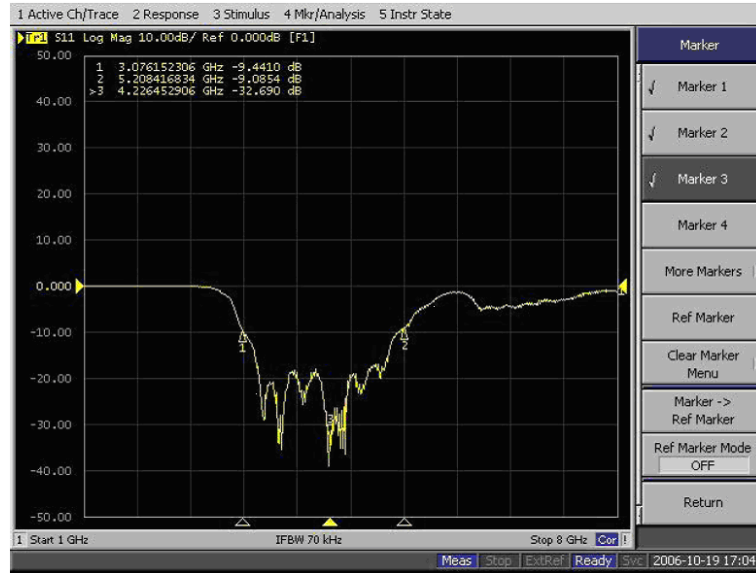 1 Active Ch/Trace 2 Response 3 Stimulus 4 Mkr/Analysis 5 Instr State
Tr1 S11 Log Mag 10.00dB/ Ref 0.000dB [F1]
50.00
1 3.076152306 GHz -9.4410 dB
2 5.208416834 GHz -9.0854 dB
>3 4.226452906 GHz -32.690 dB
40.00
30.00
20.00
10.00
0.000
-10.00
-20.00
-30.00
-40.00
-50.00
1
2
3
1
1 Start 1 GHz IFBW 70 kHz Stop 8 GHz Cor !
Marker
√ Marker 1
√ Marker 2
√ Marker 3
Marker 4
More Markers
Ref Marker
Clear Marker
Menu
Marker ->
Ref Marker
Ref Marker Mode
OFF
Return
Meas Stop ExtRef Ready Svc 2006-10-19 17:04